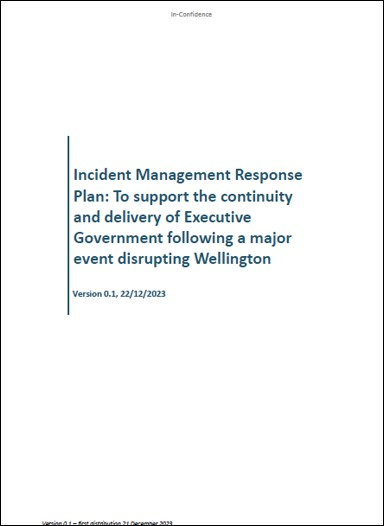 In-Confidence
Incident Management Response
Plan: To support the continuity
and delivery of Executive
Government following a major
event disrupting Wellington
Version 0.1, 22/12/2023
Version 0.1 – first distribution 21 December 2023